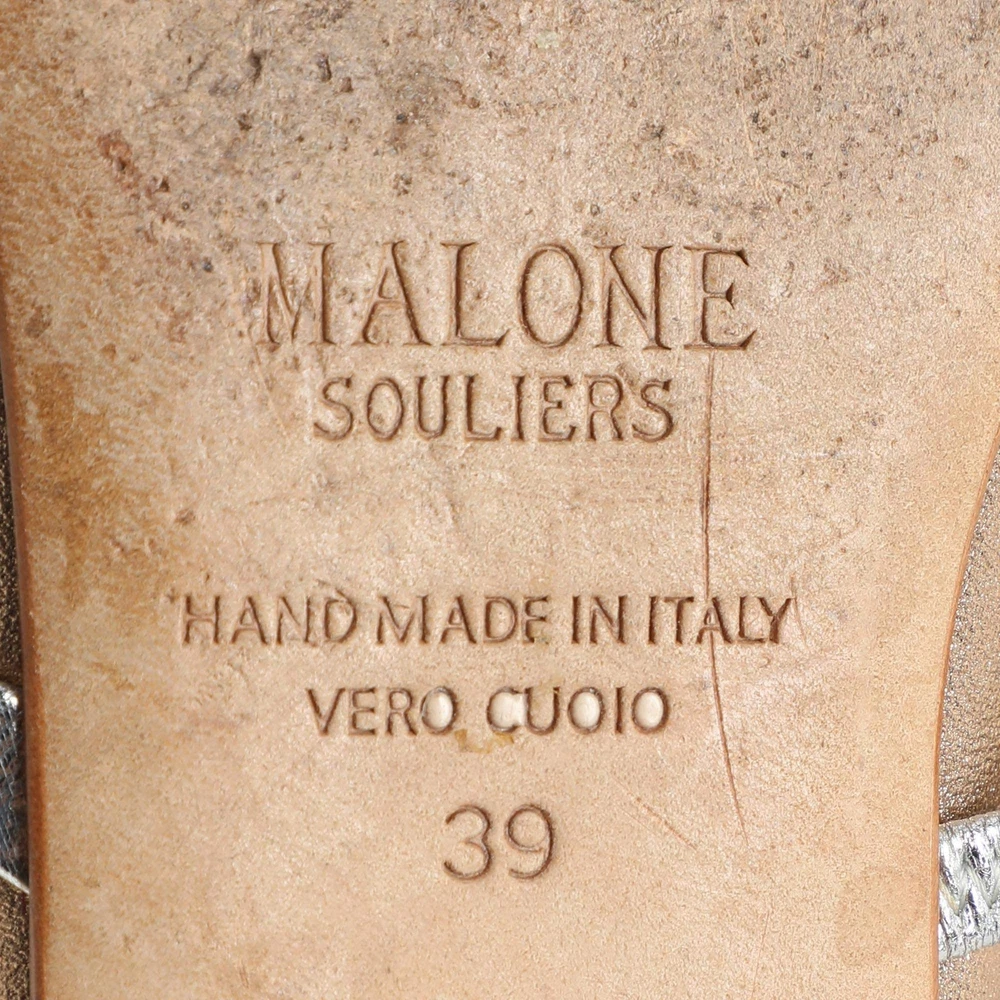 MALONE
SOULIERS
HAND MADE IN ITALY
VERO CUOIO
39